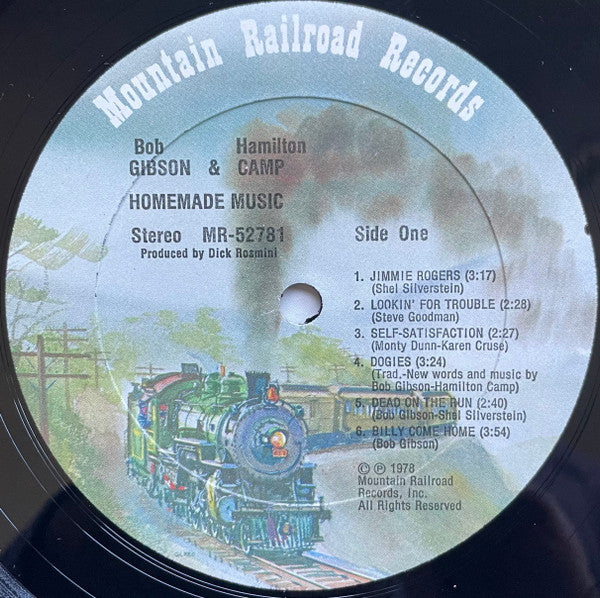 Mountain Railroad Records
Bob Hamilton
GIBSON & CAMP
HOMEMADE MUSIC
Stereo MR-52781 Side One
Produced by Dick Rosmini
1. JIMMIE ROGERS (3:17)
(Shel Silverstein)
2. LOOKIN' FOR TROUBLE (2:28)
(Steve Goodman)
3. SELF-SATISFACTION (2:27)
(Monty Dunn-Karen Cruse)
4. DOGIES (3:24)
(Trad.-New words and music by
Bob Gibson-Hamilton Camp)
5. DEAD ON THE RUN (2:40)
(Bob Gibson-Shel Silverstein)
6. BILLY COME HOME (3:54)
(Bob Gibson)
© ℗ 1978
Mountain Railroad
Records, Inc.
All Rights Reserved